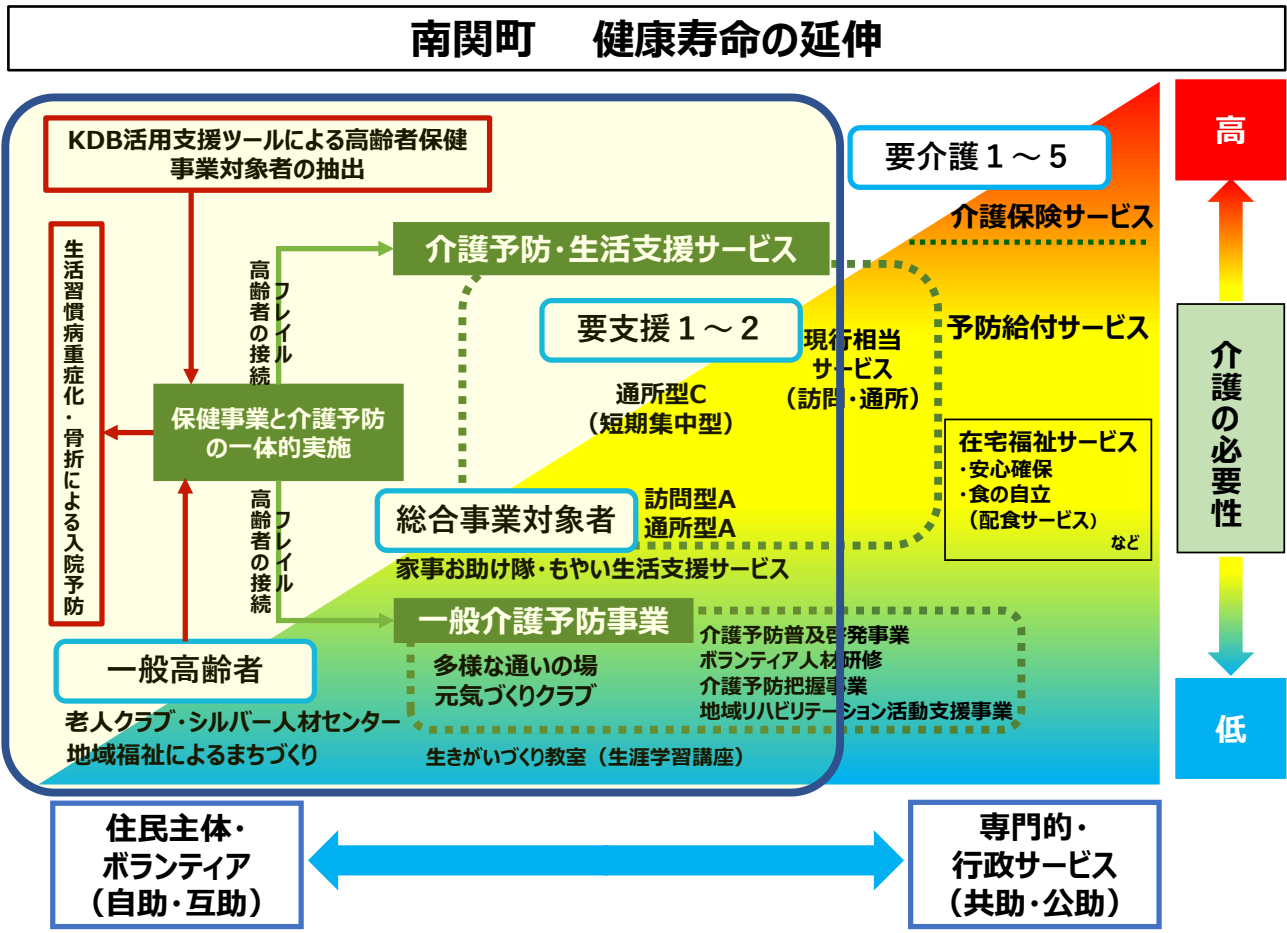 南関町　健康寿命の延伸
KDB活用支援ツールによる高齢者保健
事業対象者の抽出
高
要介護１～５
介護保険サービス
介護予防・生活支援サービス
生活習慣病重症化・骨折による入院予防
フレイル
高齢者の接続
要支援１～２
現行相当
サービス
（訪問・通所）
予防給付サービス
介護の必要性
通所型C
（短期集中型）
保健事業と介護予防
の一体的実施
在宅福祉サービス
・安心確保
・食の自立
（配食サービス）
など
フレイル
高齢者の接続
総合事業対象者
訪問型A
通所型A
家事お助け隊・もやい生活支援サービス
一般介護予防事業
多様な通いの場
元気づくりクラブ
介護予防普及啓発事業
ボランティア人材研修
介護予防把握事業
地域リハビリテーション活動支援事業
一般高齢者
老人クラブ・シルバー人材センター
地域福祉によるまちづくり
生きがいづくり教室（生涯学習講座）
低
住民主体・
ボランティア
（自助・互助）
専門的・
行政サービス
（共助・公助）